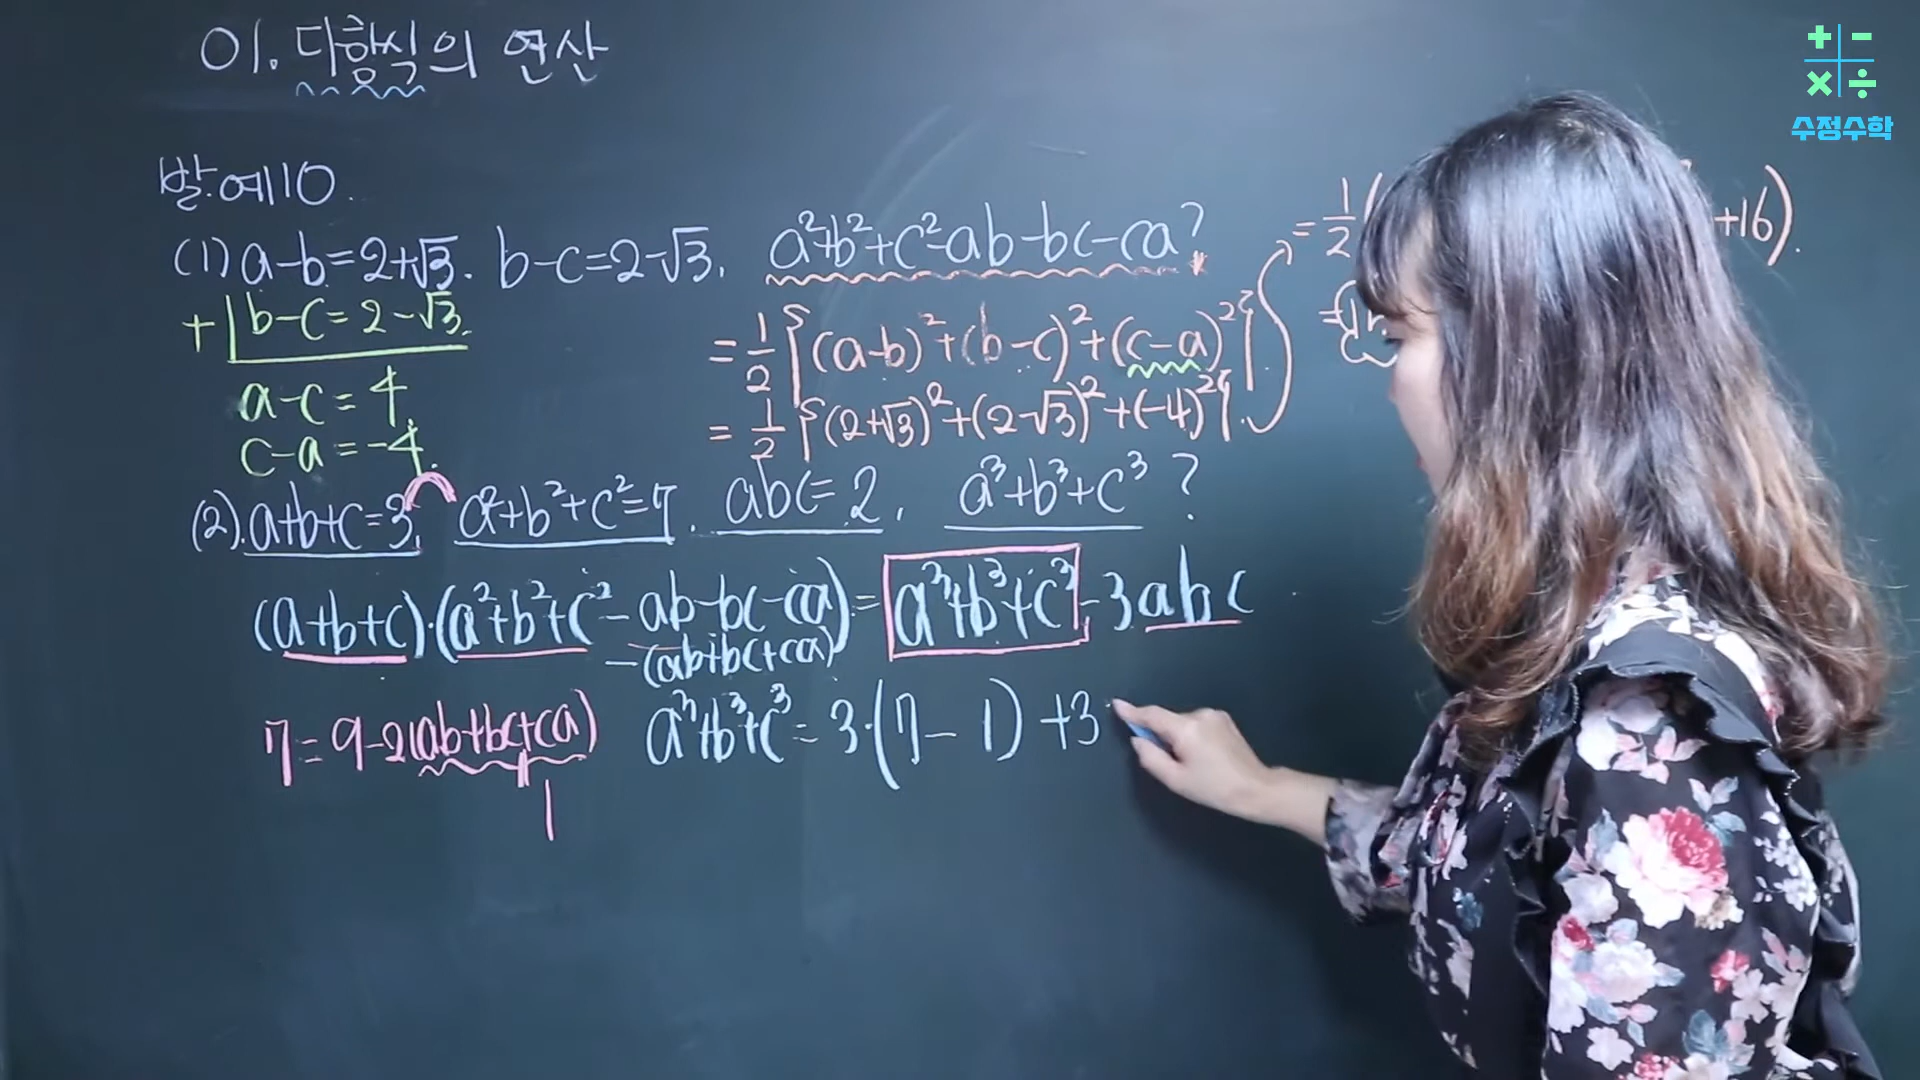 01. 다항식의 연산
발.예10.
(1) a-b=2+√3. b-c=2-√3. a²+b²+c²-ab-bc-ca?
+ b-c=2-√3.
a-c=4.
c-a=-4.
=1/2{(a-b)²+(b-c)²+(c-a)²}.
=1/2{(2+√3)²+(2-√3)²+(-4)²}.
=1/2(
+16).
=
(2). a+b+c=3, a²+b²+c²=7. abc=2, a³+b³+c³?
(a+b+c)·(a²+b²+c²-ab-bc-ca)=a³+b³+c³-3abc
-(ab+bc+ca)
7=9-2(ab+bc+ca)
1
a³+b³+c³=3·(7-1)+3
+ -
× ÷
수정수학